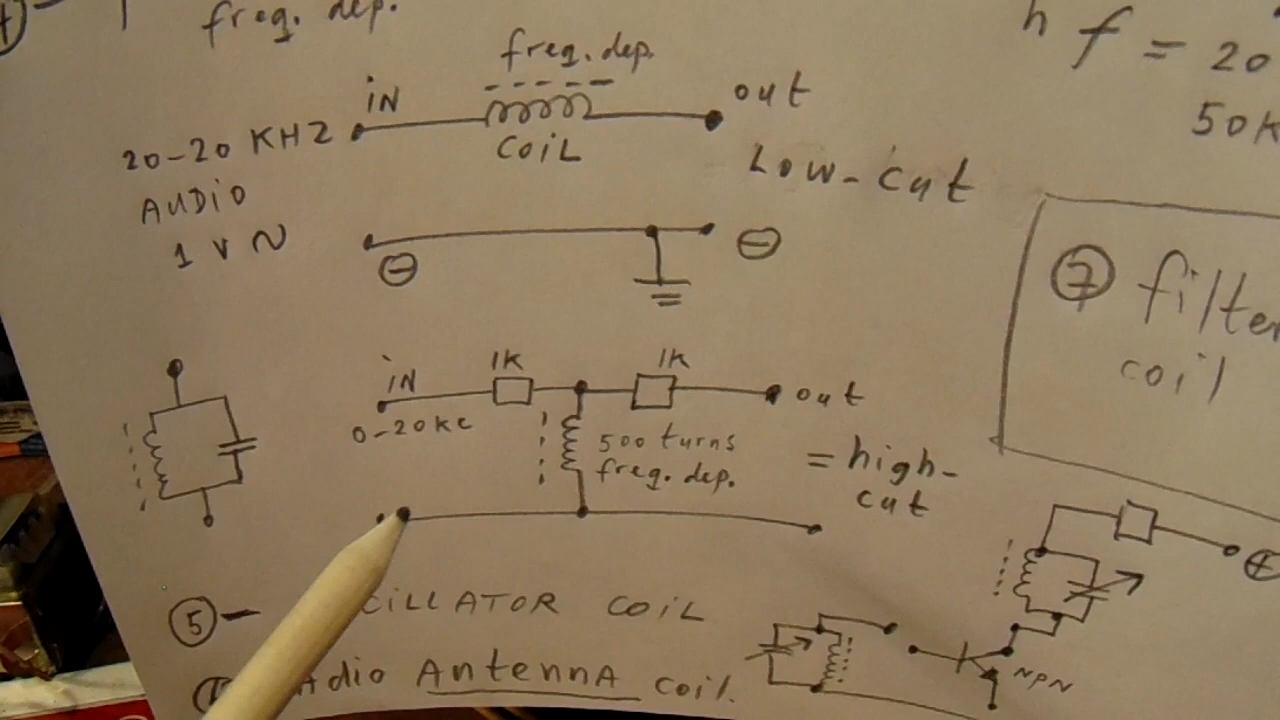 freq. dep.
freq. dep.
iN
out
20-20 KHZ
COiL
AUDiO
Low-cut
1 V ~
⊖
⊖
h f = 20
50K
7 filter
coil
iN
1K
1K
out
0-20kc
500 turns
freq. dep.
= high-
cut
5 - CiLLATOR COiL
+
adio AntennA coil.
NPN